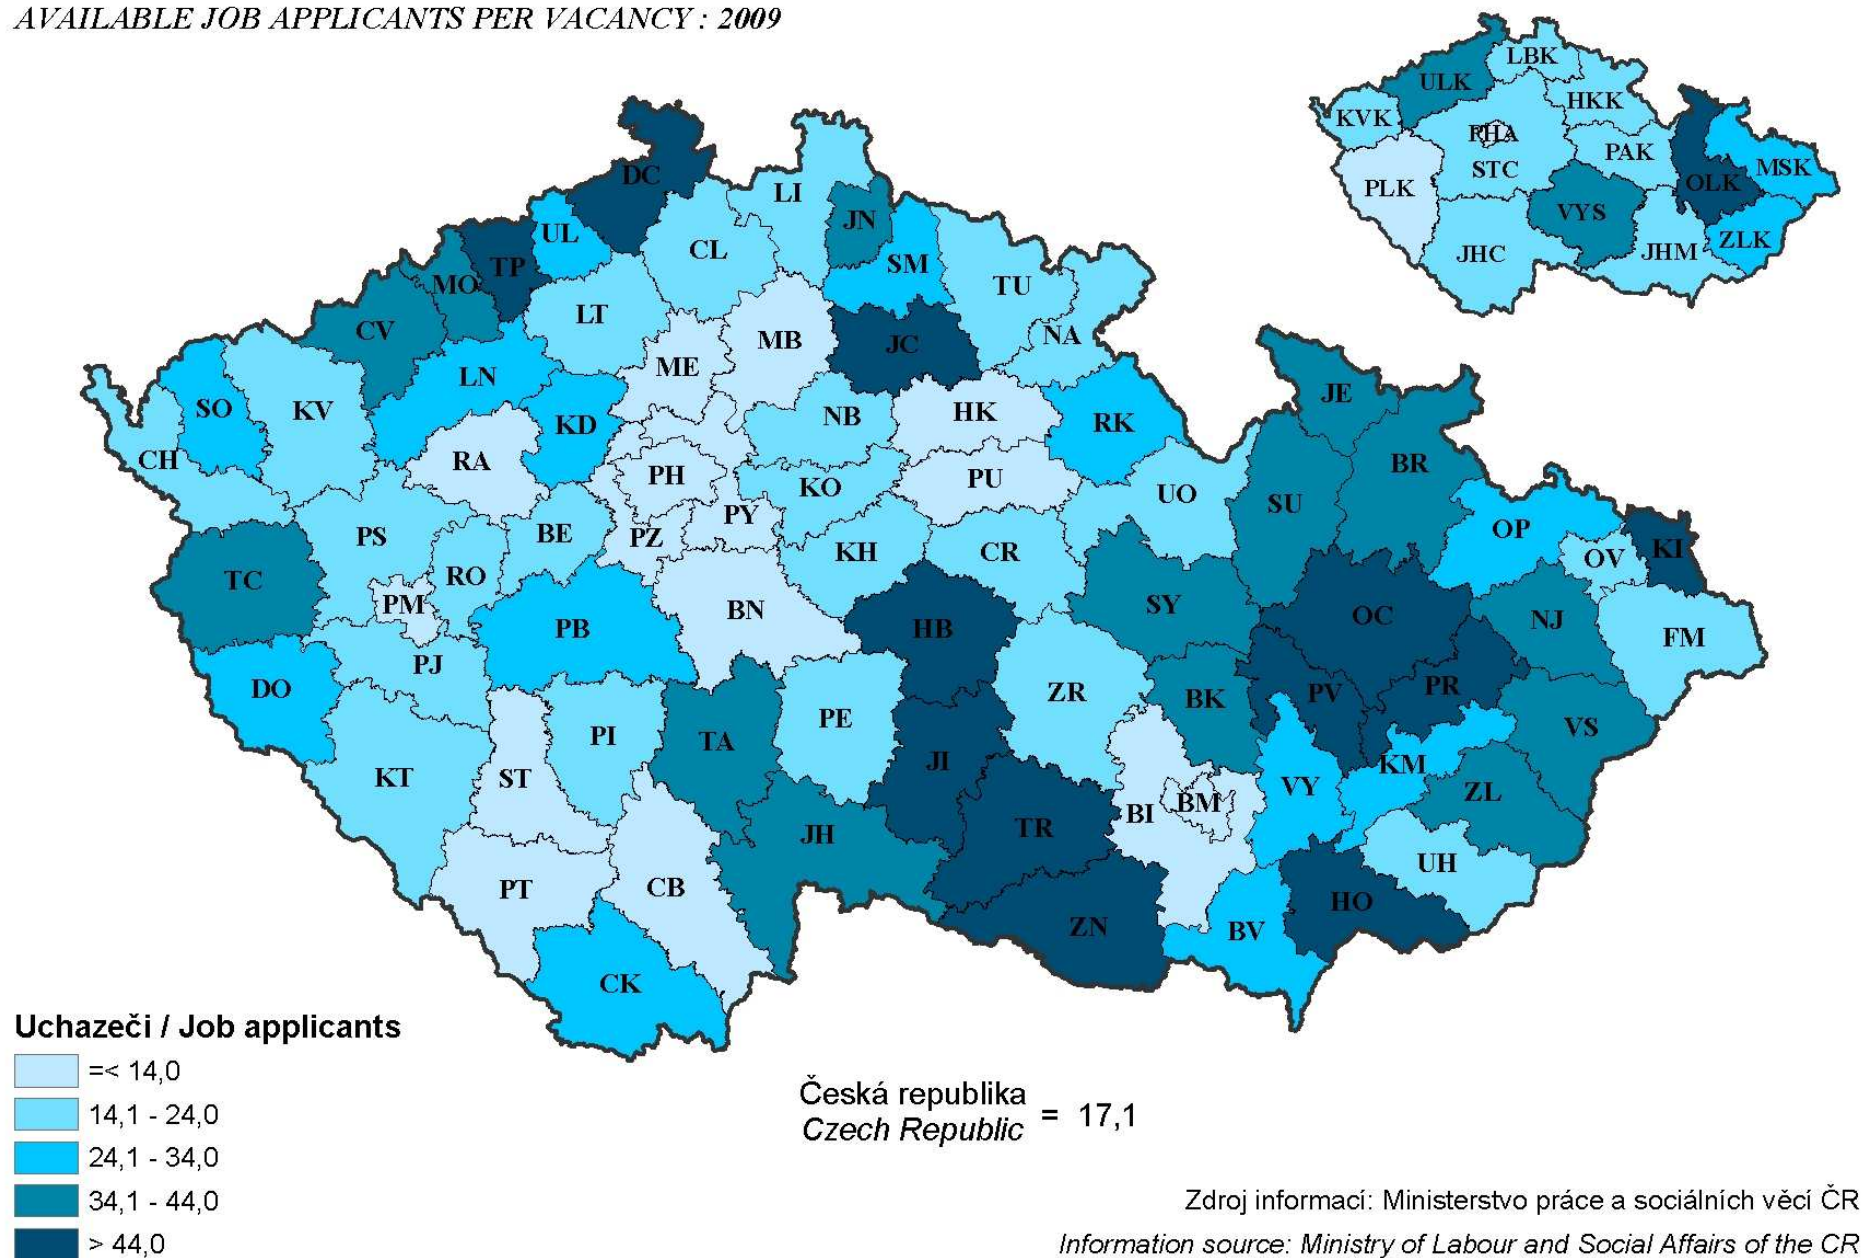 AVAILABLE JOB APPLICANTS PER VACANCY : 2009
LBK
ULK
HKK
KVK
PHA
PAK
STC
MSK
PLK
OLK
VYS
ZLK
JHC
JHM
DC
LI
JN
UL
CL
SM
TP
MO
TU
LT
CV
MB
NA
JC
ME
LN
SO
KV
HK
NB
KD
RK
JE
CH
RA
BR
PH
PU
KO
UO
SU
PY
OP
PS
BE
PZ
KH
CR
KI
OV
TC
RO
PM
BN
SY
OC
PB
HB
NJ
FM
PJ
DO
ZR
BK
PV
PR
PE
VS
PI
TA
JI
KM
KT
ST
VY
ZL
BM
BI
JH
TR
UH
PT
CB
HO
ZN
BV
CK
Uchazeči / Job applicants
=< 14,0
14,1 - 24,0
24,1 - 34,0
34,1 - 44,0
> 44,0
Česká republika
Czech Republic = 17,1
Zdroj informací: Ministerstvo práce a sociálních věcí ČR
Information source: Ministry of Labour and Social Affairs of the CR